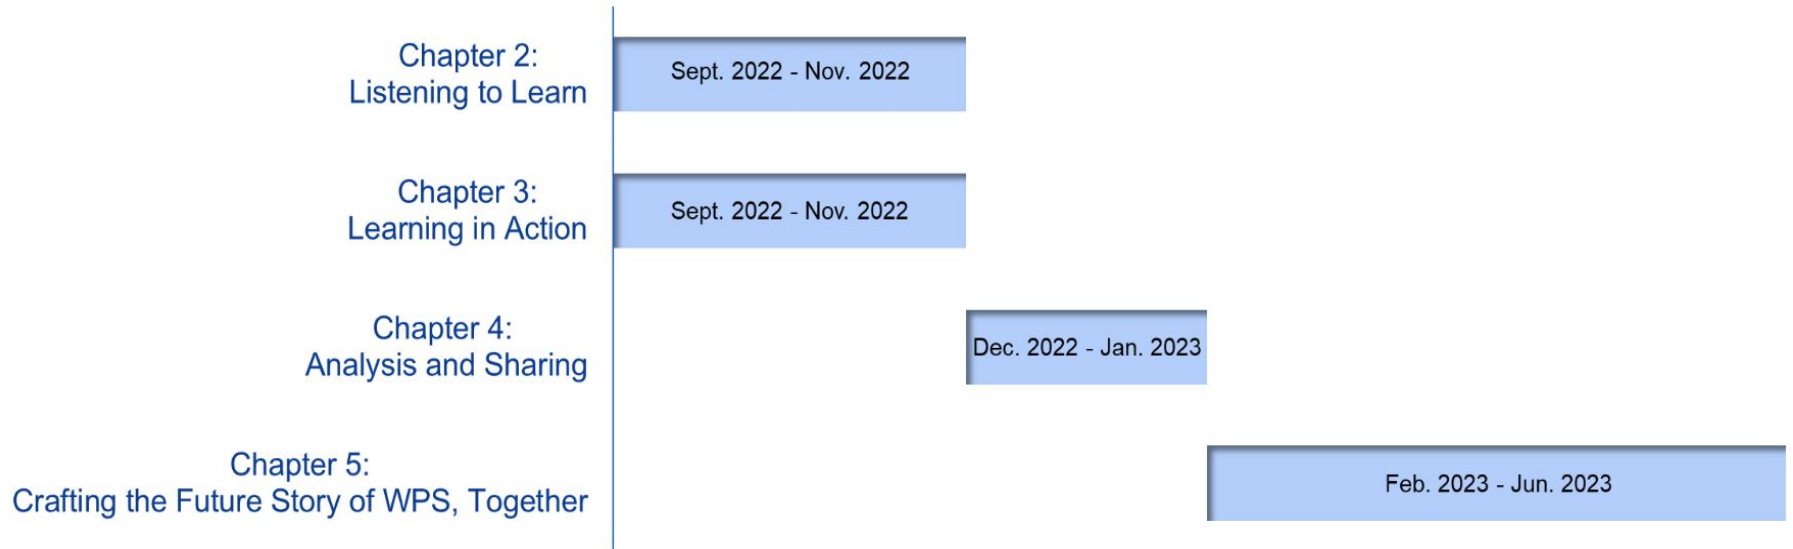 Chapter 2:
Listening to Learn
Sept. 2022 - Nov. 2022
Chapter 3:
Learning in Action
Sept. 2022 - Nov. 2022
Chapter 4:
Analysis and Sharing
Dec. 2022 - Jan. 2023
Chapter 5:
Crafting the Future Story of WPS, Together
Feb. 2023 - Jun. 2023